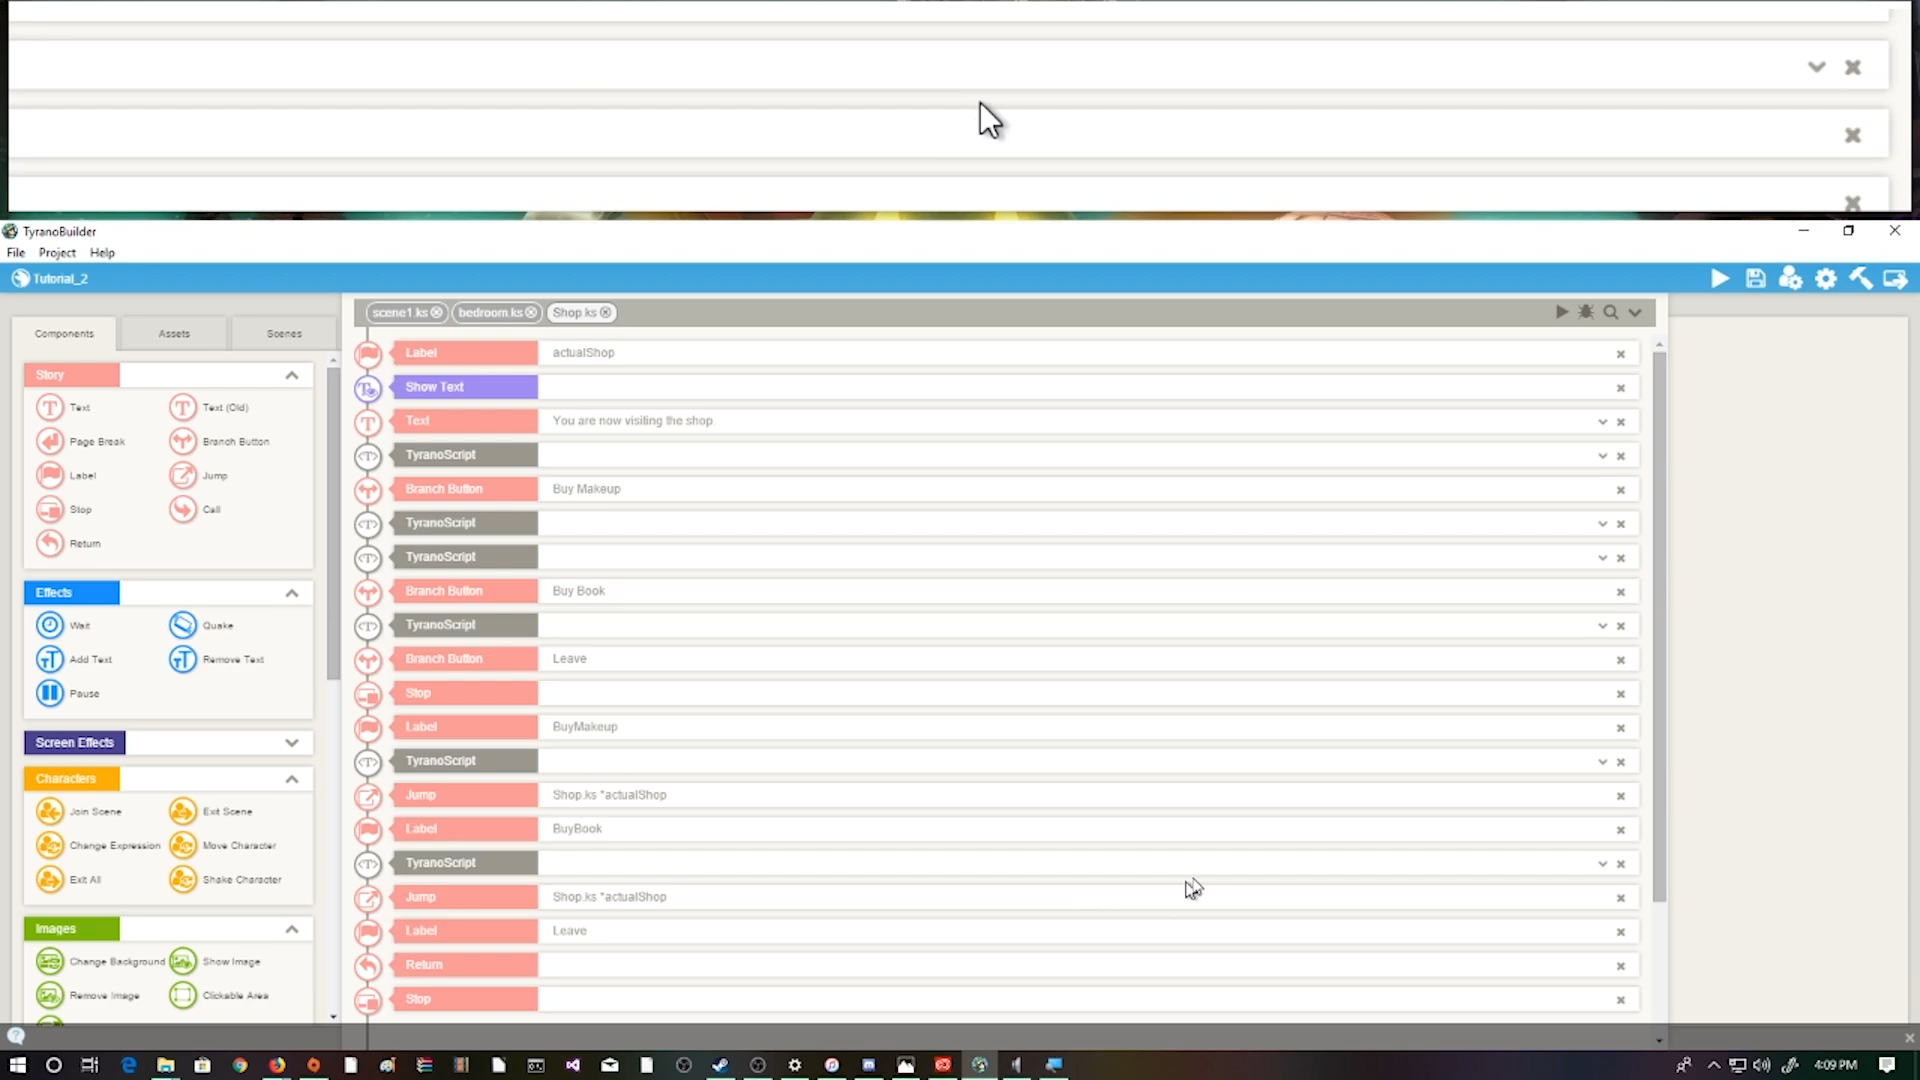 TyranoBuilder
File Project Help
Tutorial_2
Components Assets Scenes
scene1.ks bedroom.ks Shop.ks
Story
Text Text (Old)
Page Break Branch Button
Label Jump
Stop Call
Return
Effects
Wait Quake
Add Text Remove Text
Pause
Screen Effects
Characters
Join Scene Exit Scene
Change Expression Move Character
Exit All Shake Character
Images
Change Background Show Image
Remove Image Clickable Area
Label actualShop
Show Text
Text You are now visiting the shop.
TyranoScript
Branch Button Buy Makeup
TyranoScript
TyranoScript
Branch Button Buy Book
TyranoScript
Branch Button Leave
Stop
Label BuyMakeup
TyranoScript
Jump Shop.ks *actualShop
Label BuyBook
TyranoScript
Jump Shop.ks *actualShop
Label Leave
Return
Stop
4:09 PM